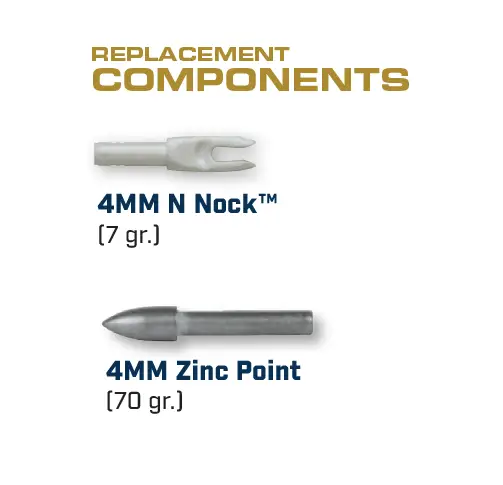 REPLACEMENT
COMPONENTS
4MM N Nock™
(7 gr.)
4MM Zinc Point
(70 gr.)